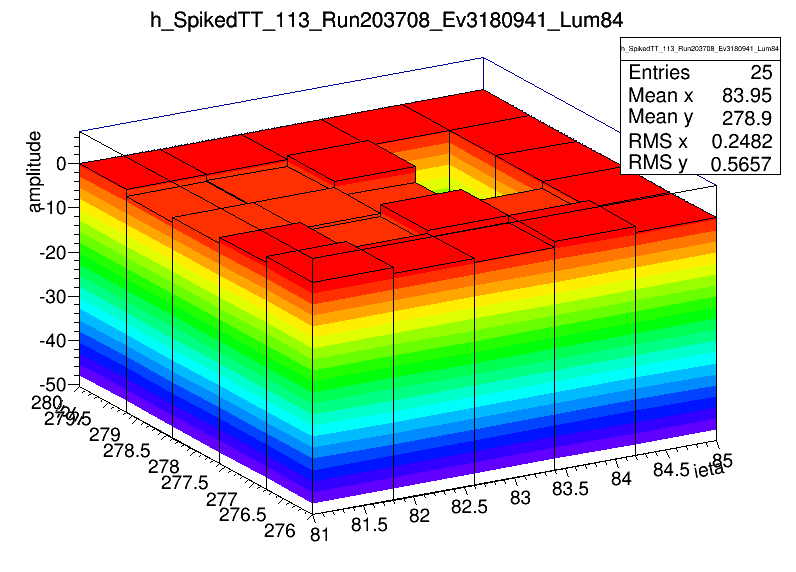 h_SpikedTT_113_Run203708_Ev3180941_Lum84
h_SpikedTT_113_Run203708_Ev3180941_Lum84
Entries 25
Mean x 83.95
Mean y 278.9
RMS x 0.2482
RMS y 0.5657
amplitude
0
-10
-20
-30
-40
-50
280
279.5
279
278.5
278
277.5
277
276.5
276
81
81.5
82
82.5
83
83.5
84
84.5
85
ieta